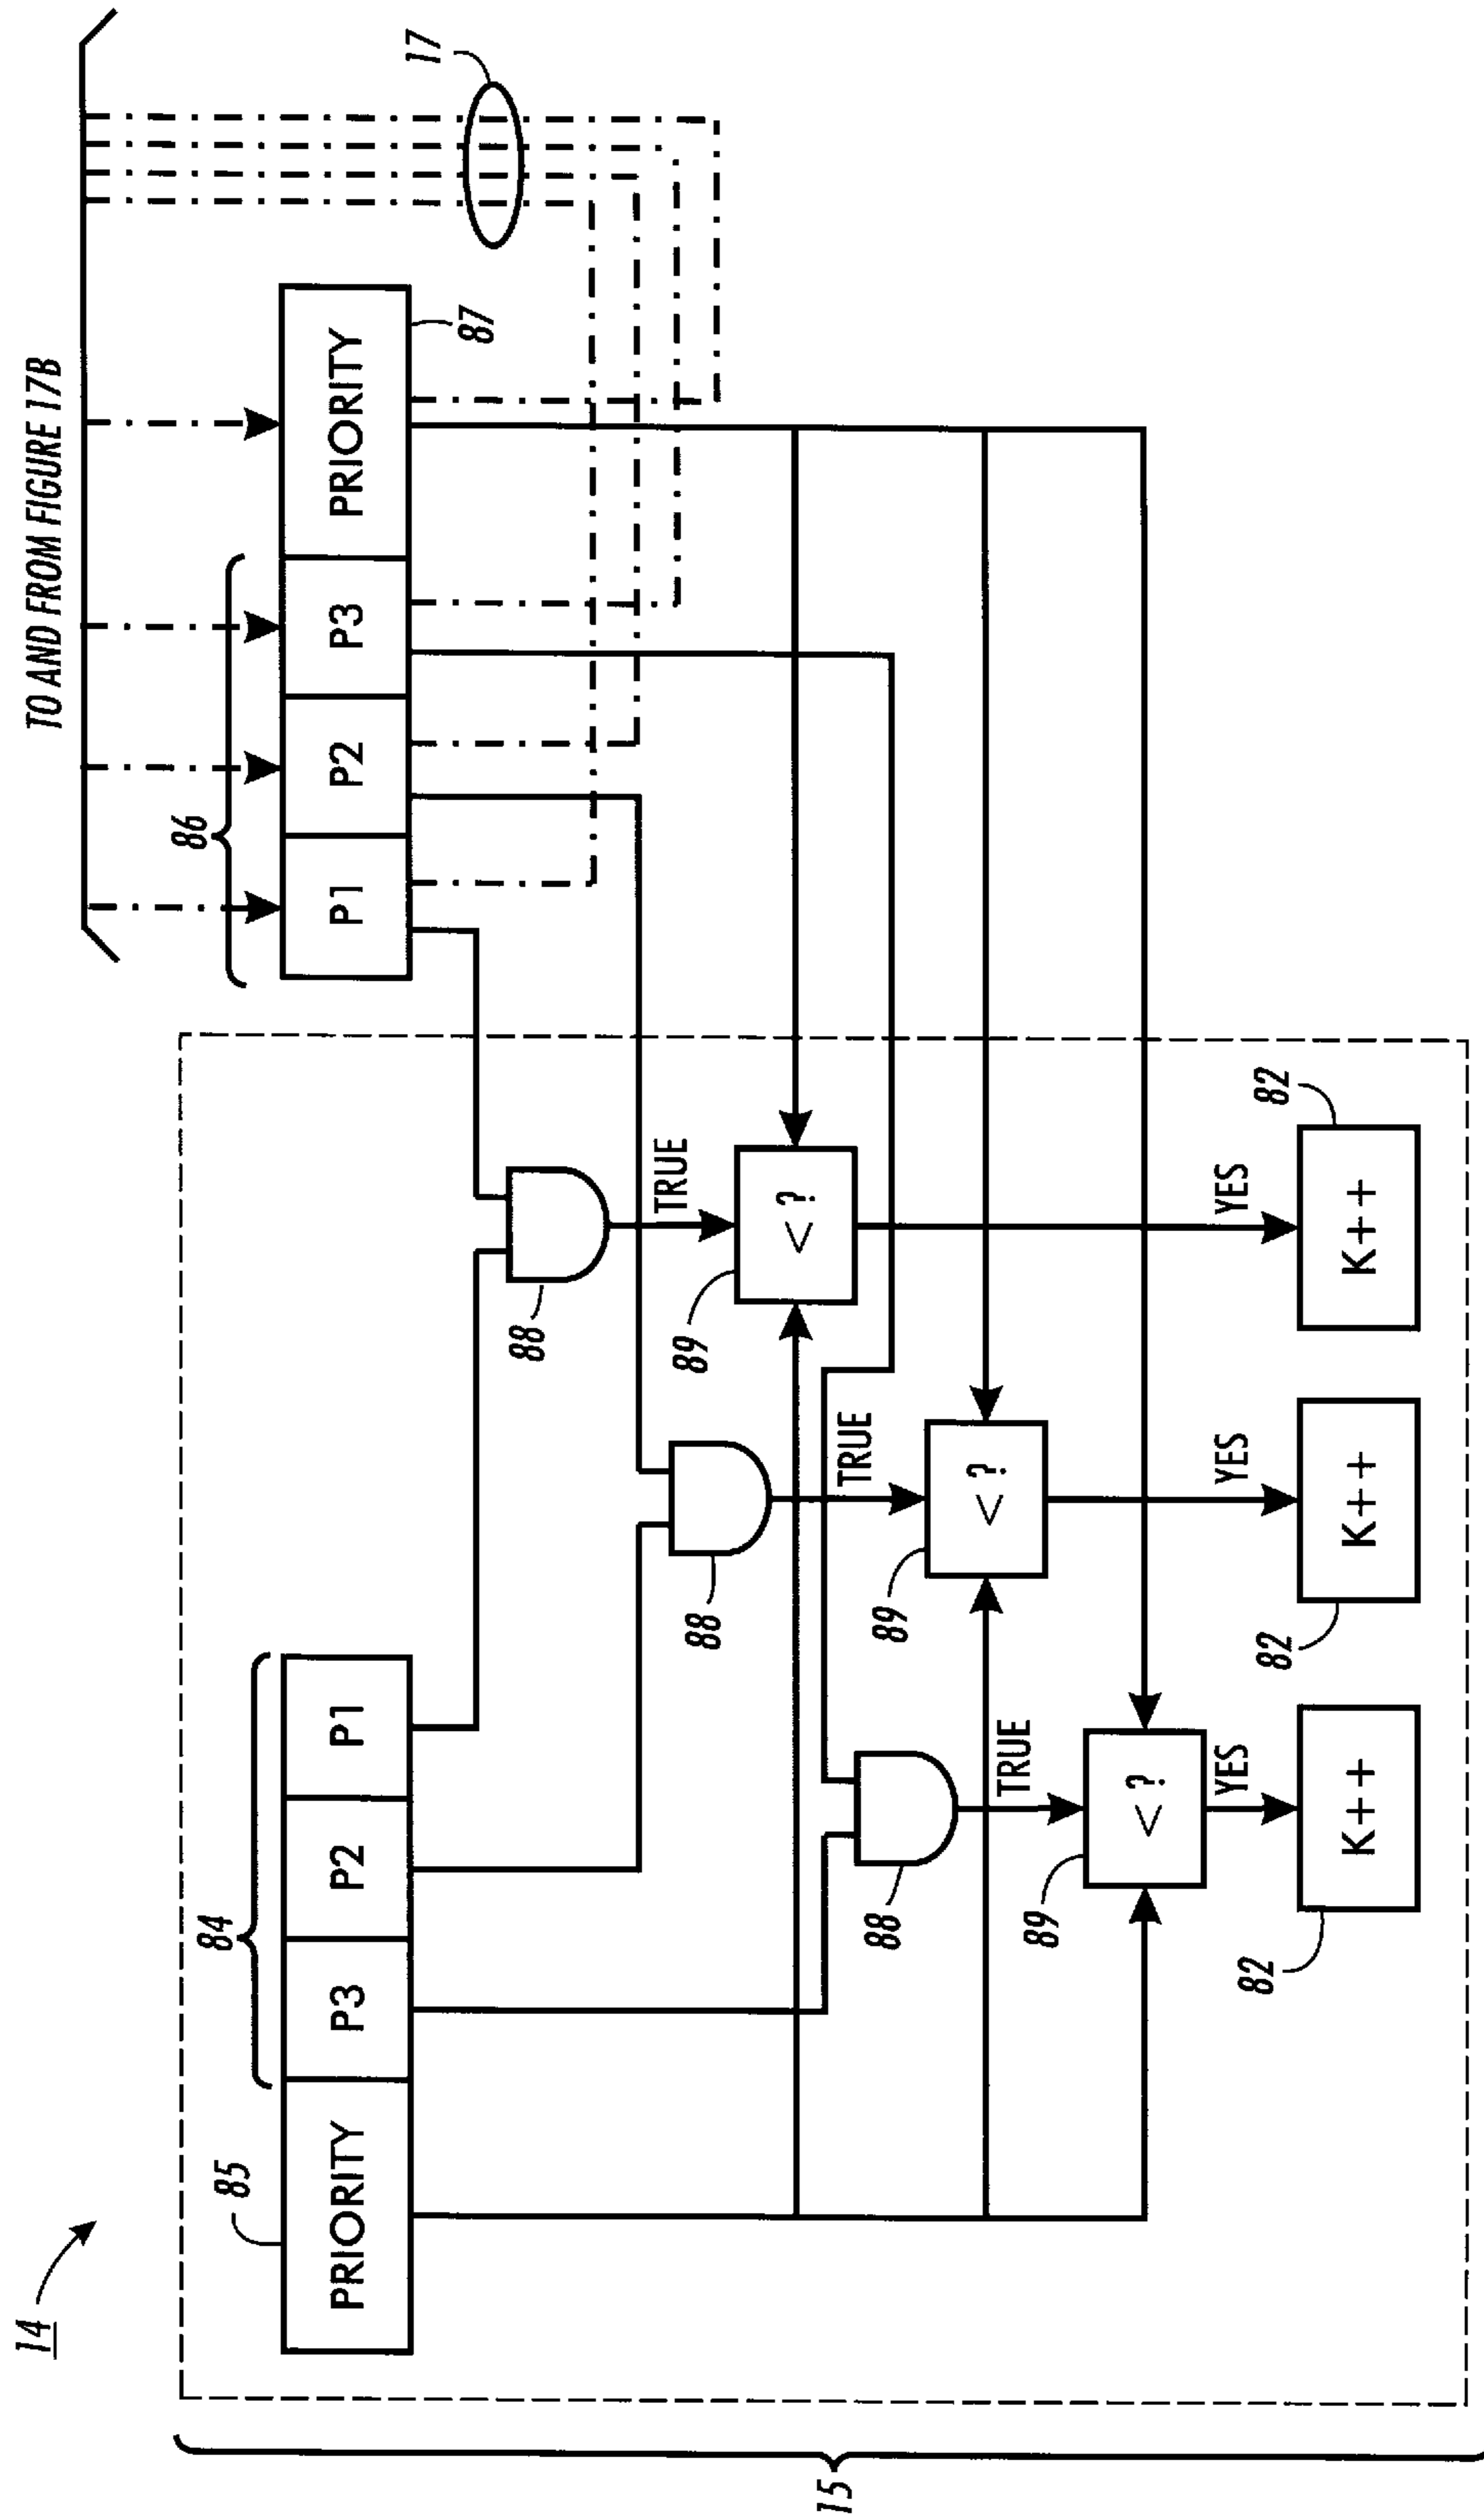 14
TO AND FROM FIGURE 17B
15
85
84
86
PRIORITY
P3
P2
P1
P1
P2
P3
PRIORITY
87
17
88
TRUE
89
< ?
88
TRUE
89
< ?
88
TRUE
89
< ?
YES
YES
YES
82
82
82
K++
K++
K++